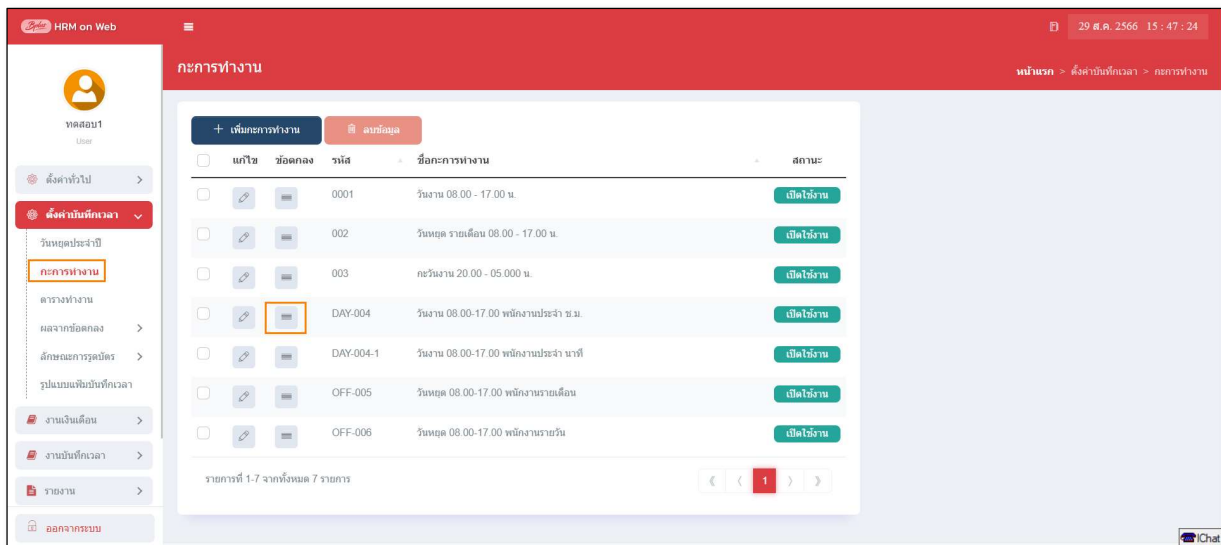 Bplus HRM on Web
29 ส.ค. 2566 15 : 47 : 24
กะการทำงาน
หน้าแรก > ตั้งค่าบันทึกเวลา > กะการทำงาน
ทดสอบ1
User
ตั้งค่าทั่วไป
ตั้งค่าบันทึกเวลา
วันหยุดประจำปี
กะการทำงาน
ตารางทำงาน
ผลจากข้อตกลง
ลักษณะการรูดบัตร
รูปแบบแฟ้มบันทึกเวลา
งานเงินเดือน
งานบันทึกเวลา
รายงาน
ออกจากระบบ
+ เพิ่มกะการทำงาน ลบข้อมูล
แก้ไข ข้อตกลง รหัส ชื่อกะการทำงาน สถานะ
0001 วันงาน 08.00 - 17.00 น. เปิดใช้งาน
002 วันหยุด รายเดือน 08.00 - 17.00 น. เปิดใช้งาน
003 กะวันงาน 20.00 - 05.000 น. เปิดใช้งาน
DAY-004 วันงาน 08.00-17.00 พนักงานประจำ ช.ม. เปิดใช้งาน
DAY-004-1 วันงาน 08.00-17.00 พนักงานประจำ นาที เปิดใช้งาน
OFF-005 วันหยุด 08.00-17.00 พนักงานรายเดือน เปิดใช้งาน
OFF-006 วันหยุด 08.00-17.00 พนักงานรายวัน เปิดใช้งาน
รายการที่ 1-7 จากทั้งหมด 7 รายการ
1
IChat